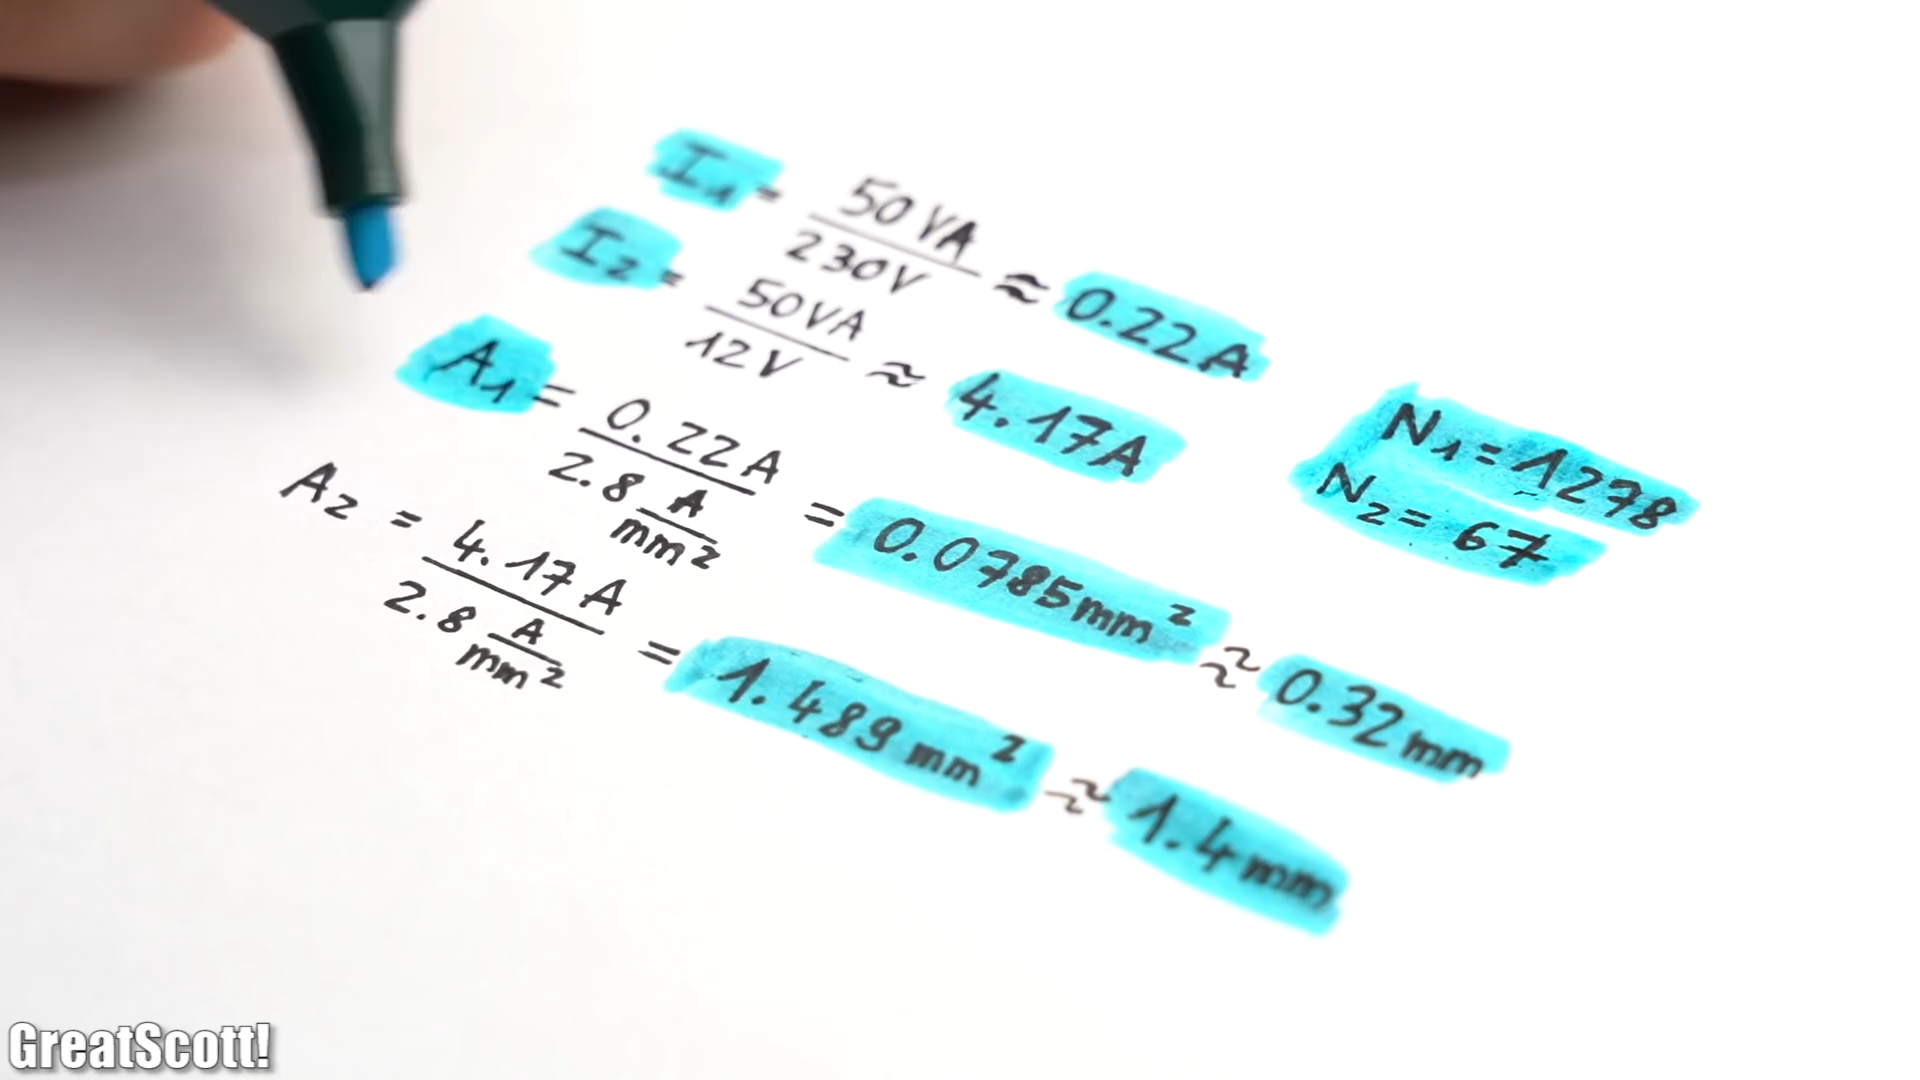 I₁ = 50VA / 230V ≈ 0.22A
I₂ = 50VA / 12V ≈ 4.17A
A₁ = 0.22A / 2.8 A/mm² = 0.0785mm² ≈ 0.32mm
A₂ = 4.17A / 2.8 A/mm² = 1.489mm² ≈ 1.4mm
N₁=1278
N₂=67
GreatScott!